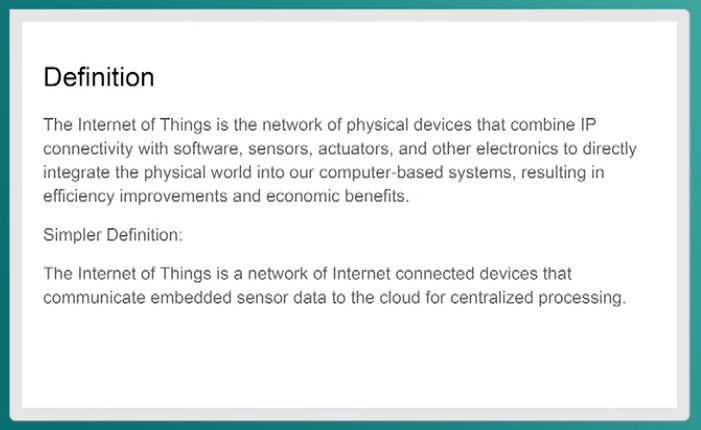 Definition
The Internet of Things is the network of physical devices that combine IP
connectivity with software, sensors, actuators, and other electronics to directly
integrate the physical world into our computer-based systems, resulting in
efficiency improvements and economic benefits.
Simpler Definition:
The Internet of Things is a network of Internet connected devices that
communicate embedded sensor data to the cloud for centralized processing.